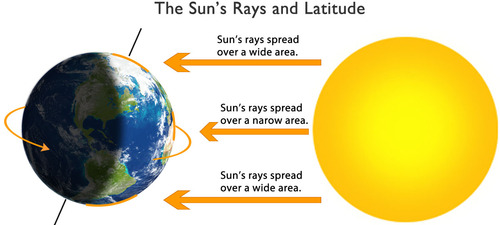 The Sun's Rays and Latitude
Sun's rays spread
over a wide area.
Sun's rays spread
over a narrow area.
Sun's rays spread
over a wide area.